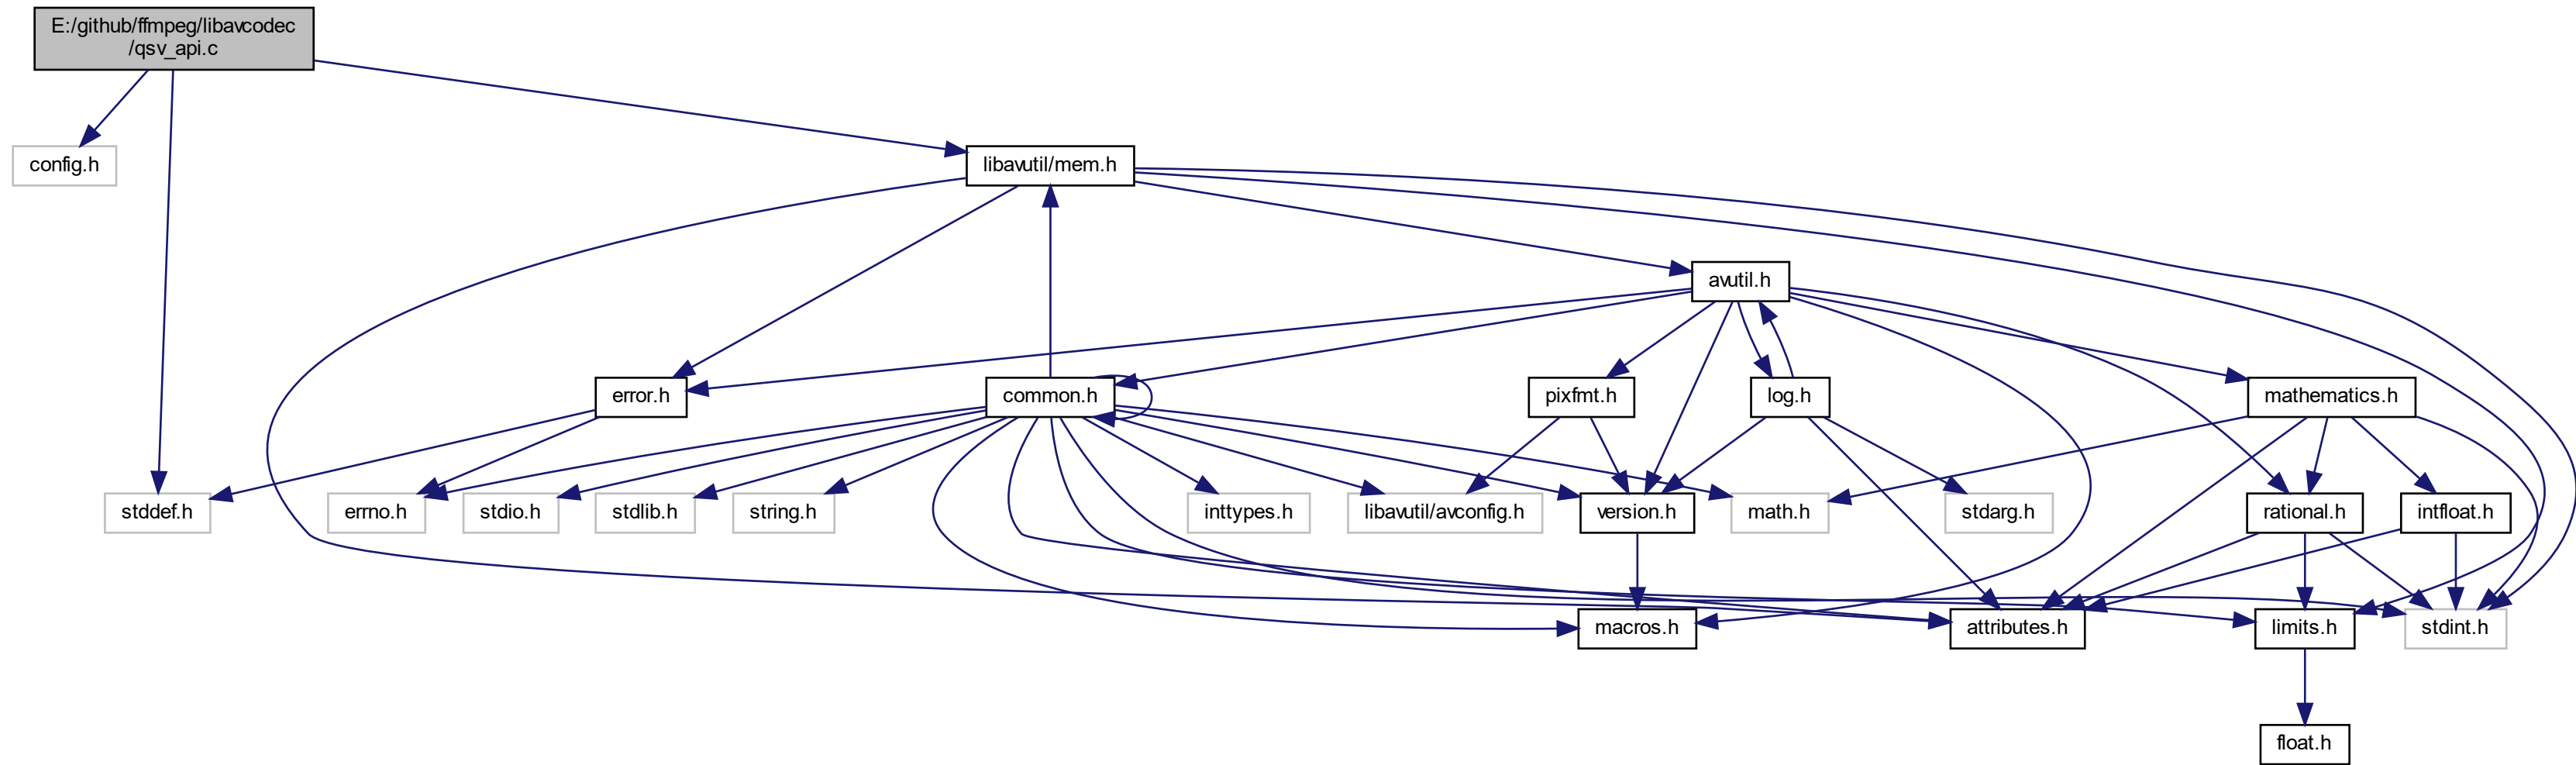 E:/github/ffmpeg/libavcodec
/qsv_api.c
config.h
libavutil/mem.h
avutil.h
error.h
common.h
pixfmt.h
log.h
mathematics.h
stddef.h
errno.h
stdio.h
stdlib.h
string.h
inttypes.h
libavutil/avconfig.h
version.h
math.h
stdarg.h
rational.h
intfloat.h
macros.h
attributes.h
limits.h
stdint.h
float.h